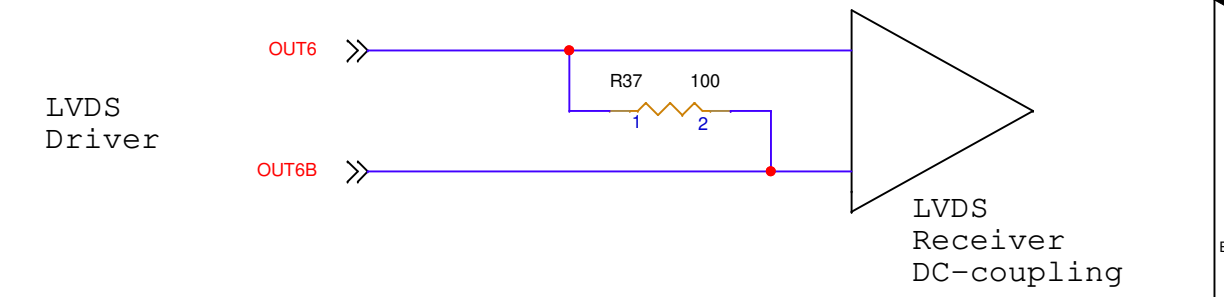 OUT6
R37 100
1 2
LVDS
Driver
OUT6B
LVDS
Receiver
DC-coupling